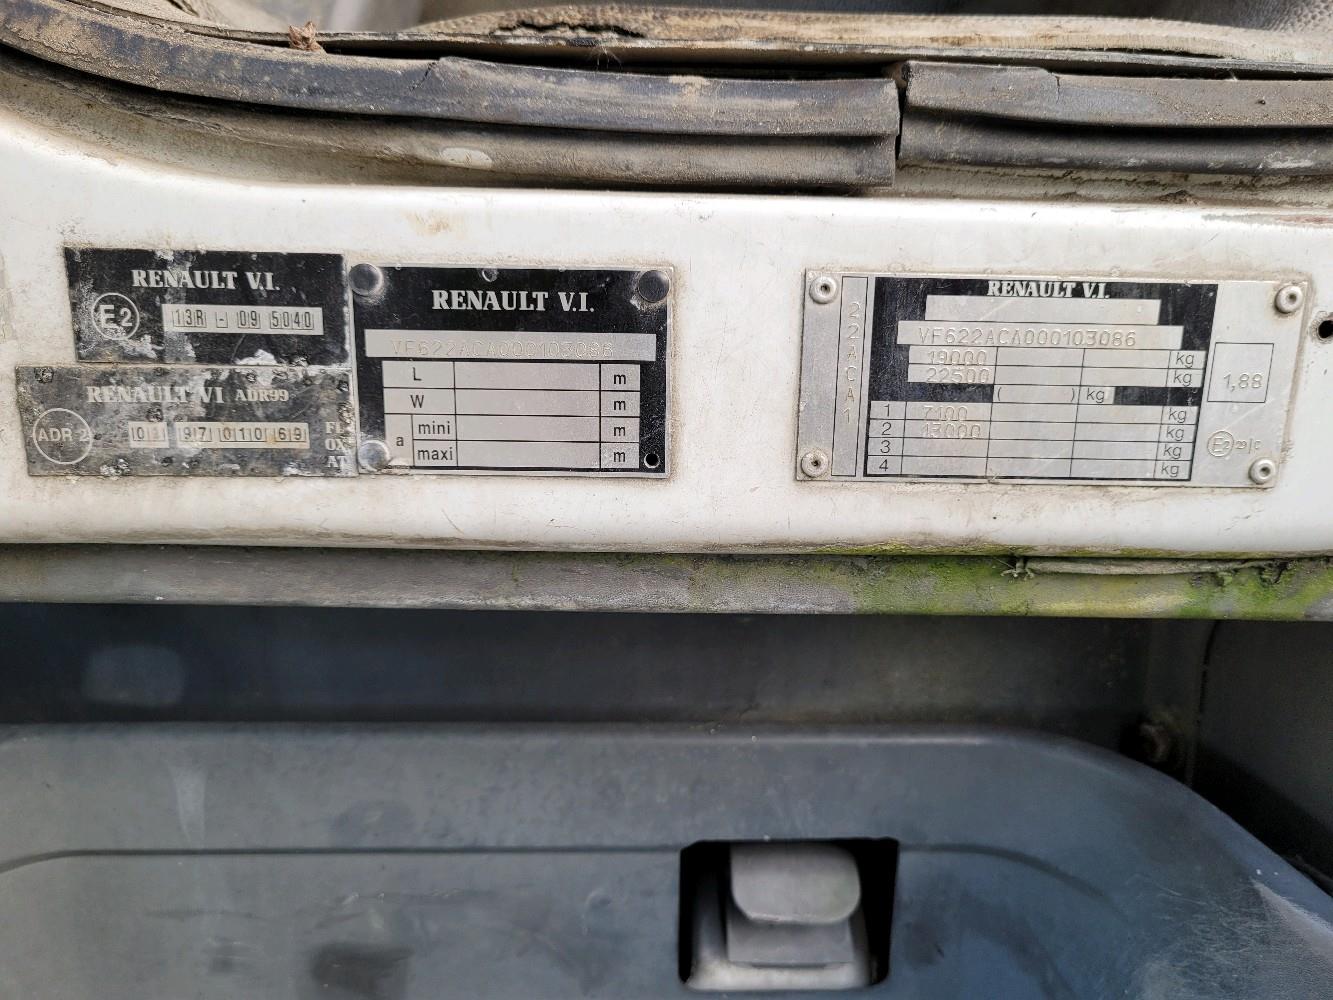 RENAULT V.I.
E2
13R - 09 5040
RENAULT VI ADR99
ADR 2
01 97 01069
FL
OX
AT
RENAULT V.I.
VF622ACA000103086
L m
W m
a
mini m
maxi m
22ACA1
RENAULT V.I.
VF622ACA000103086
19000 kg
22500 kg
( ) kg
1 7100 kg
2 13000 kg
3 kg
4 kg
1,88
E2